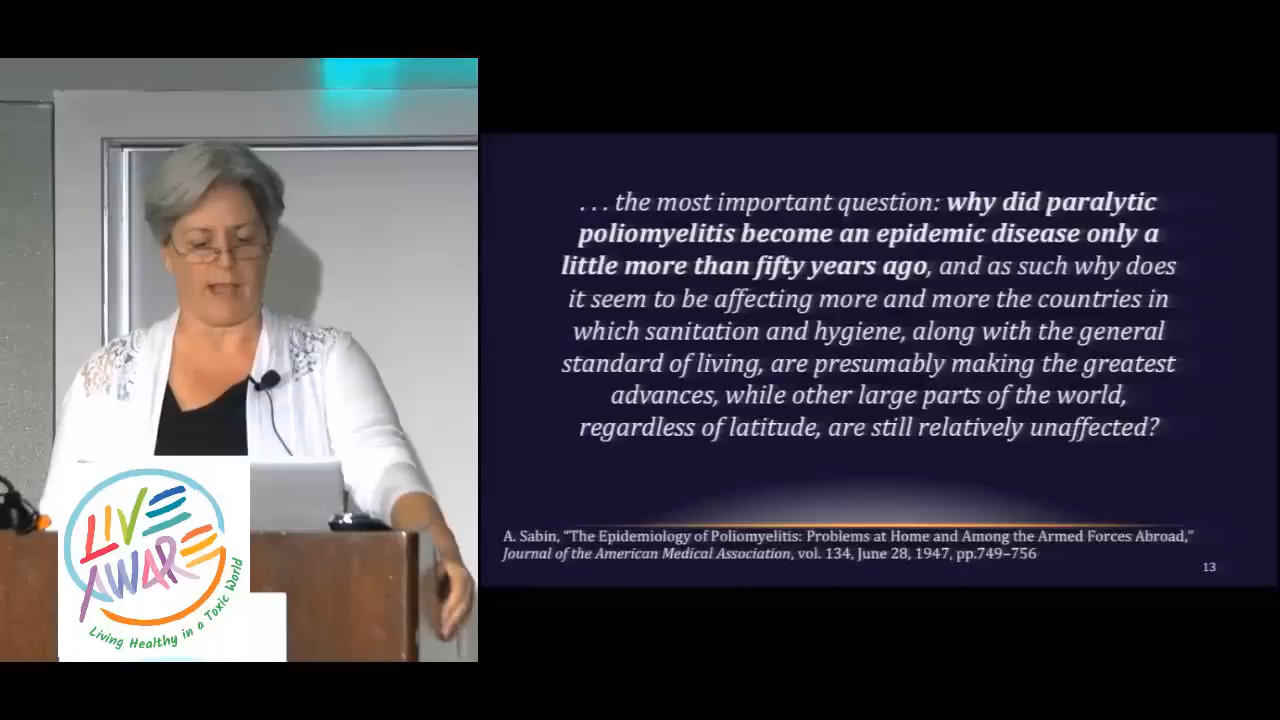 . . . the most important question: why did paralytic
poliomyelitis become an epidemic disease only a
little more than fifty years ago, and as such why does
it seem to be affecting more and more the countries in
which sanitation and hygiene, along with the general
standard of living, are presumably making the greatest
advances, while other large parts of the world,
regardless of latitude, are still relatively unaffected?
A. Sabin, “The Epidemiology of Poliomyelitis: Problems at Home and Among the Armed Forces Abroad,”
Journal of the American Medical Association, vol. 134, June 28, 1947, pp.749–756
13
LIVE
AWARE
Living Healthy in a Toxic World